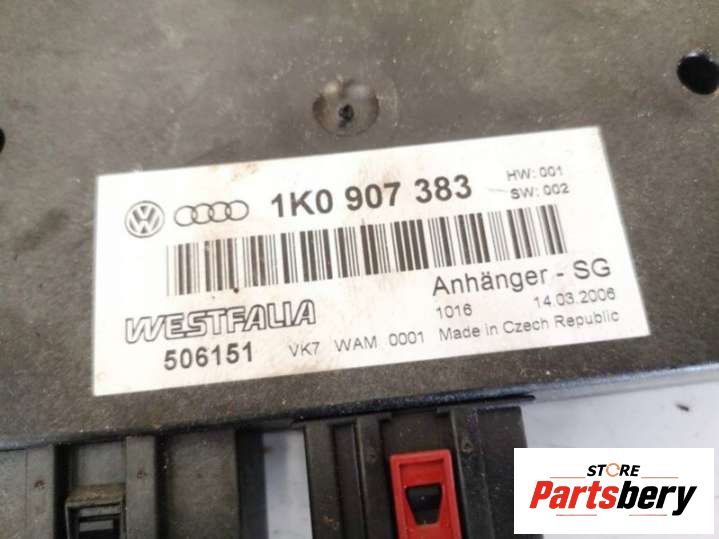 1K0 907 383
HW:001
SW:002
Anhänger - SG
1016 14.03.2006
WESTFALIA
506151 VK7 WAM 0001 Made in Czech Republic
STORE
Partsbery